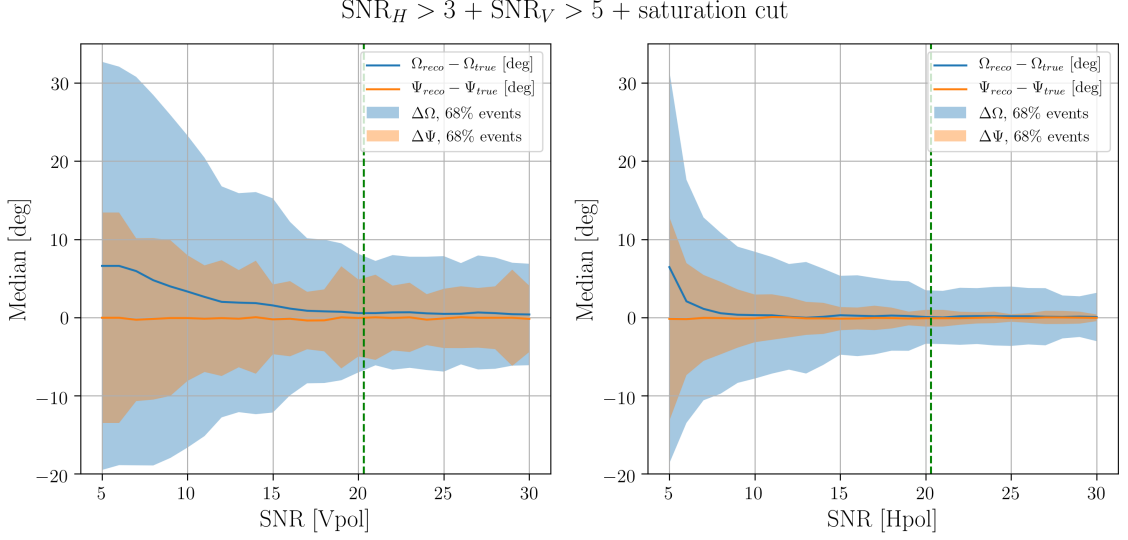 SNR_H > 3 + SNR_V > 5 + saturation cut
Median [deg]
30
20
10
0
−10
−20
5
10
15
20
25
30
SNR [Vpol]
Ω_reco − Ω_true [deg]
Ψ_reco − Ψ_true [deg]
ΔΩ, 68% events
ΔΨ, 68% events
Median [deg]
30
20
10
0
−10
−20
5
10
15
20
25
30
SNR [Hpol]
Ω_reco − Ω_true [deg]
Ψ_reco − Ψ_true [deg]
ΔΩ, 68% events
ΔΨ, 68% events